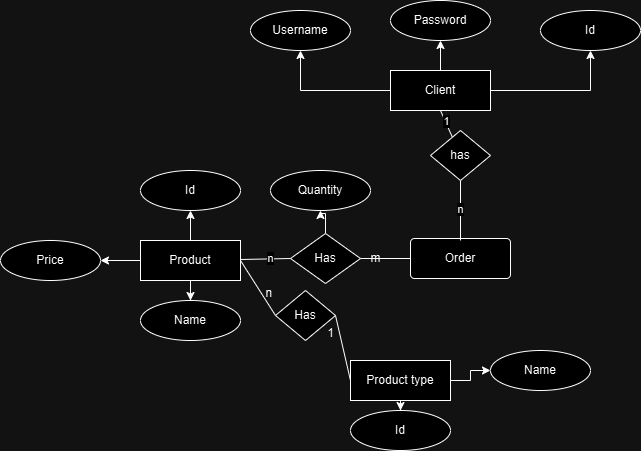 Username
Password
Id
Client
1
has
n
Id
Quantity
Price
Product
n
Has
m
Order
n
Name
Has
1
Product type
Name
Id